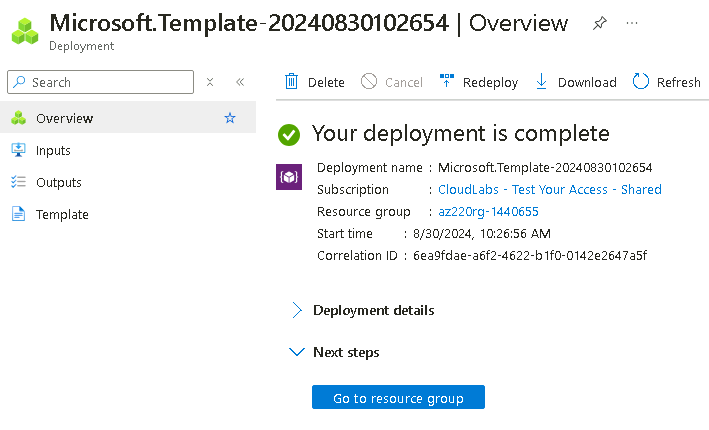 Microsoft.Template-20240830102654 | Overview
Deployment
Search
Overview
Inputs
Outputs
Template
Delete Cancel Redeploy Download Refresh
Your deployment is complete
Deployment name : Microsoft.Template-20240830102654
Subscription : CloudLabs - Test Your Access - Shared
Resource group : az220rg-1440655
Start time : 8/30/2024, 10:26:56 AM
Correlation ID : 6ea9fdae-a6f2-4622-b1f0-0142e2647a5f
Deployment details
Next steps
Go to resource group